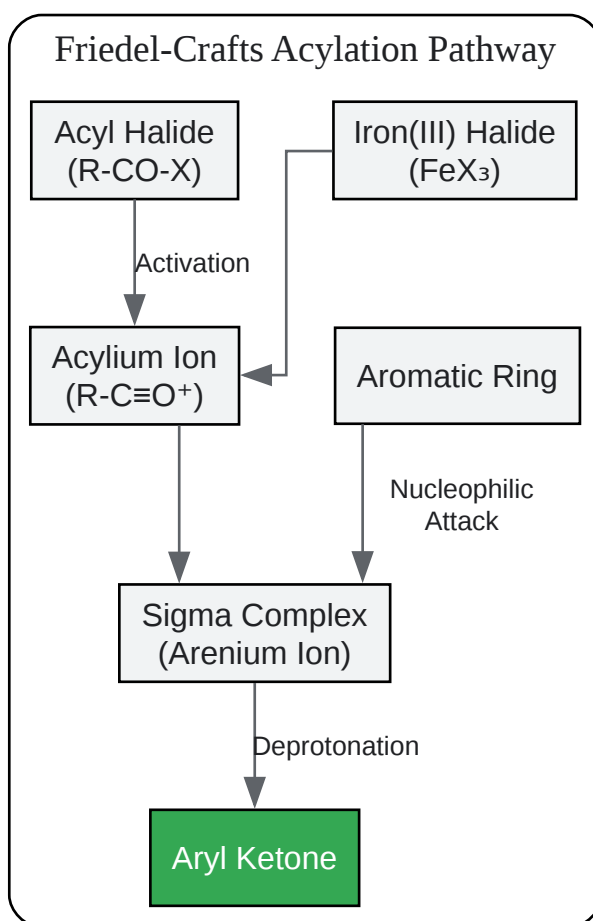 Friedel-Crafts Acylation Pathway
Acyl Halide
(R-CO-X)
Iron(III) Halide
(FeX₃)
Activation
Acylium Ion
(R-C≡O⁺)
Aromatic Ring
Nucleophilic
Attack
Sigma Complex
(Arenium Ion)
Deprotonation
Aryl Ketone